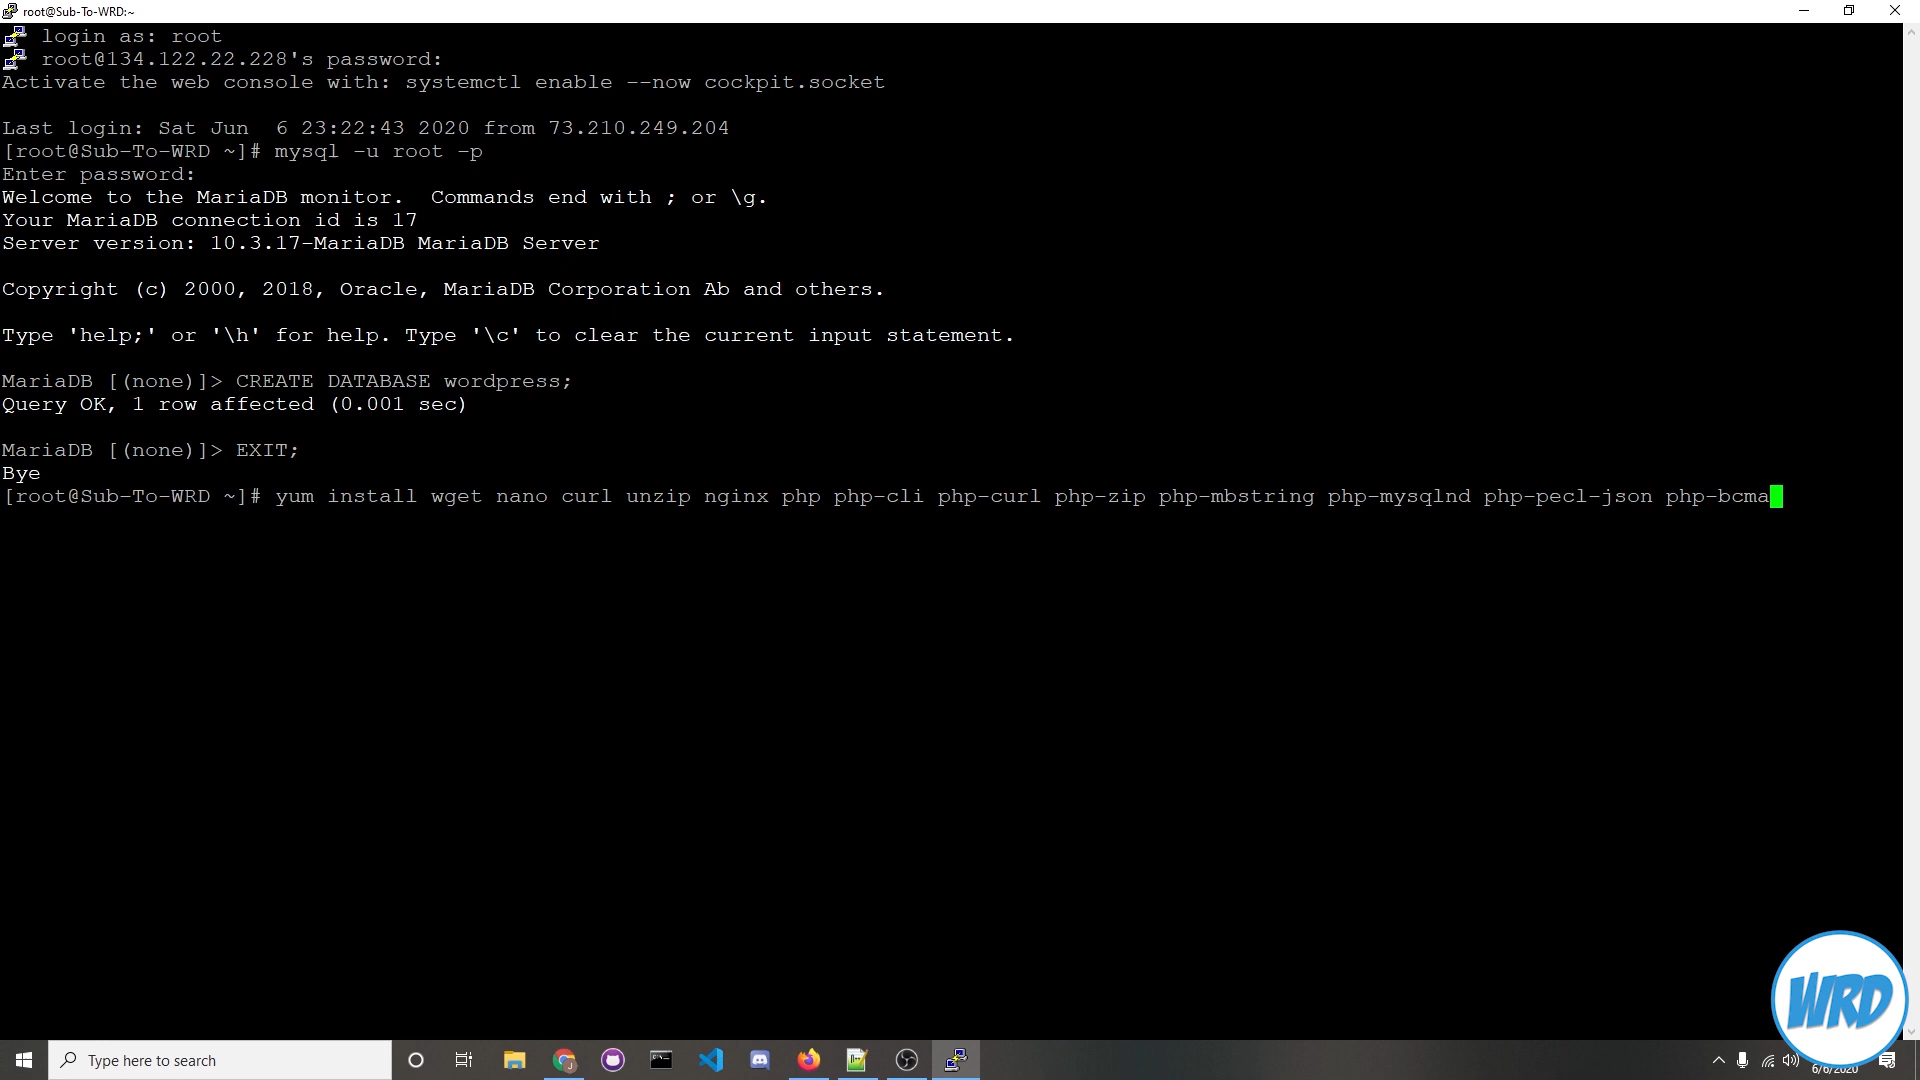 root@Sub-To-WRD:~
login as: root
root@134.122.22.228's password:
Activate the web console with: systemctl enable --now cockpit.socket
Last login: Sat Jun  6 23:22:43 2020 from 73.210.249.204
[root@Sub-To-WRD ~]# mysql -u root -p
Enter password:
Welcome to the MariaDB monitor.  Commands end with ; or \g.
Your MariaDB connection id is 17
Server version: 10.3.17-MariaDB MariaDB Server
Copyright (c) 2000, 2018, Oracle, MariaDB Corporation Ab and others.
Type 'help;' or '\h' for help. Type '\c' to clear the current input statement.
MariaDB [(none)]> CREATE DATABASE wordpress;
Query OK, 1 row affected (0.001 sec)
MariaDB [(none)]> EXIT;
Bye
[root@Sub-To-WRD ~]# yum install wget nano curl unzip nginx php php-cli php-curl php-zip php-mbstring php-mysqlnd php-pecl-json php-bcma
WRD
Type here to search
6/6/2020